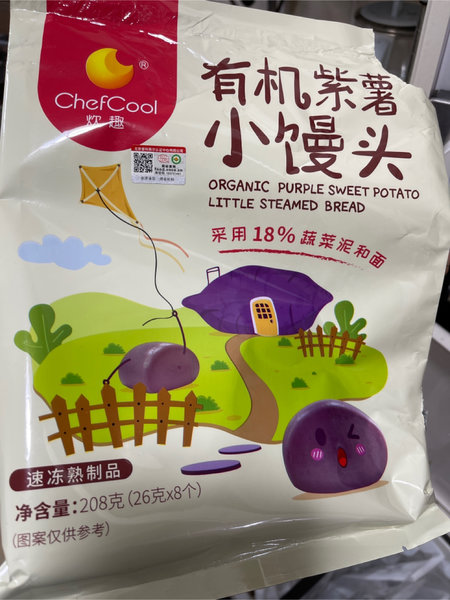 ChefCool
®
炊趣
有机紫薯
小馒头
ORGANIC PURPLE SWEET POTATO
LITTLE STEAMED BREAD
采用18%蔬菜泥和面
速冻熟制品
净含量:208克(26克x8个)
(图案仅供参考)